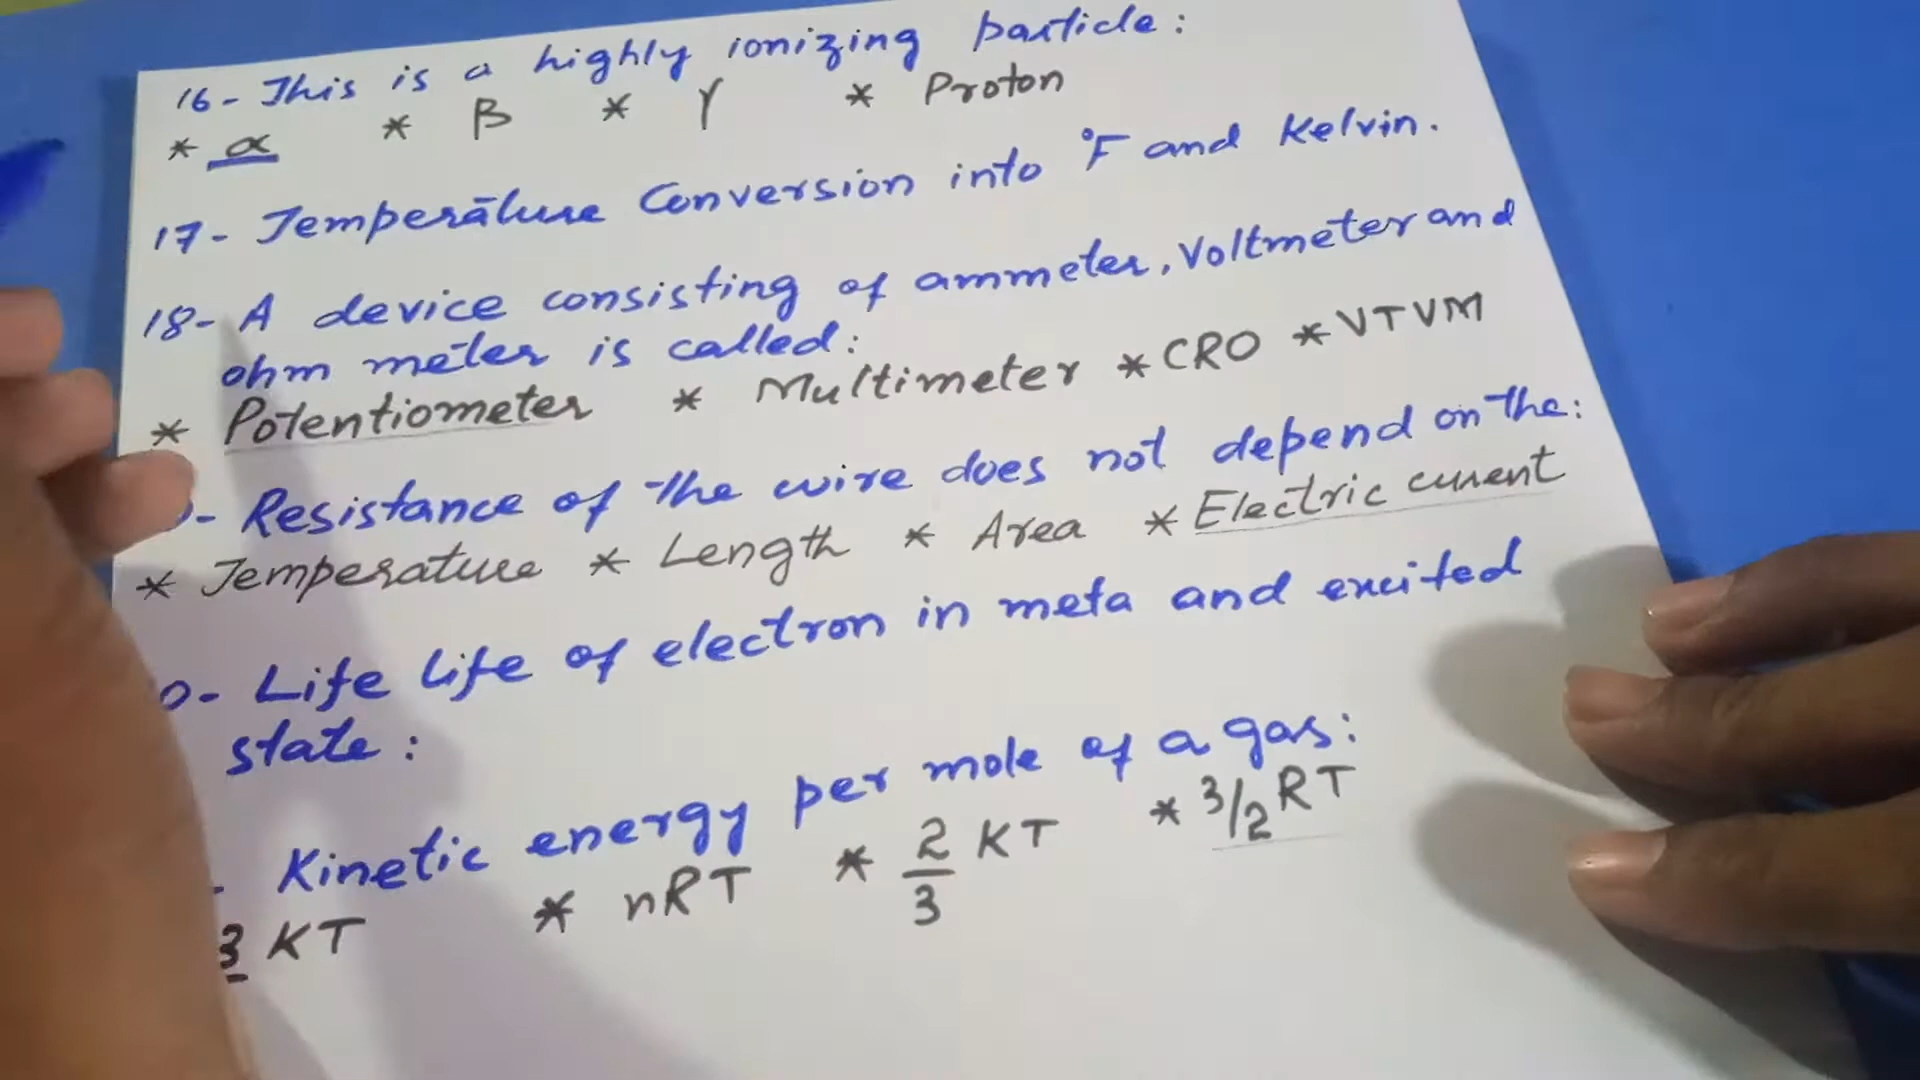 16- This is a highly ionizing particle:
* α * β * γ * Proton
17- Temperature Conversion into °F and Kelvin.
18- A device consisting of ammeter, Voltmeter and
ohm meter is called:
* Potentiometer * Multimeter * CRO * VTVM
- Resistance of the wire does not depend on the:
* Temperature * Length * Area * Electric current
0- Life life of electron in meta and excited
state:
. Kinetic energy per mole of a gas:
3 KT * nRT * 2/3 KT * 3/2 RT